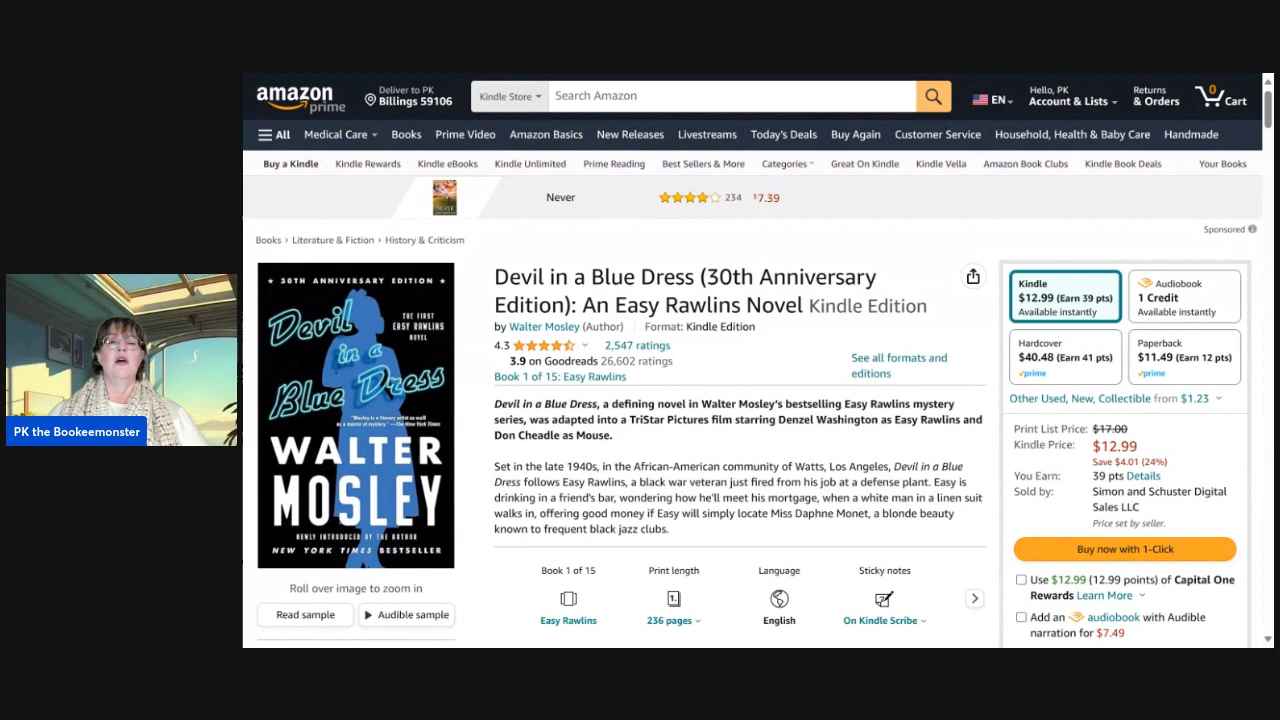 amazon prime
Deliver to PK
Billings 59106
Kindle Store
Search Amazon
EN
Hello, PK
Account & Lists
Returns
& Orders
0
Cart
All
Medical Care
Books
Prime Video
Amazon Basics
New Releases
Livestreams
Today's Deals
Buy Again
Customer Service
Household, Health & Baby Care
Handmade
Buy a Kindle
Kindle Rewards
Kindle eBooks
Kindle Unlimited
Prime Reading
Best Sellers & More
Categories
Great On Kindle
Kindle Vella
Amazon Book Clubs
Kindle Book Deals
Your Books
NEVER
Never
234
$7.39
Sponsored
Books › Literature & Fiction › History & Criticism
★ 30TH ANNIVERSARY EDITION ★
Devil
in a
Blue Dress
THE FIRST
EASY RAWLINS
NOVEL
"Mosley is a literary artist as well
as a master of mystery." —The New York Times
WALTER
MOSLEY
NEWLY INTRODUCED BY THE AUTHOR
NEW YORK TIMES BESTSELLER
Roll over image to zoom in
Read sample
Audible sample
Devil in a Blue Dress (30th Anniversary
Edition): An Easy Rawlins Novel Kindle Edition
by Walter Mosley (Author) Format: Kindle Edition
4.3 2,547 ratings
3.9 on Goodreads 26,602 ratings
Book 1 of 15: Easy Rawlins
See all formats and
editions
Devil in a Blue Dress, a defining novel in Walter Mosley's bestselling Easy Rawlins mystery
series, was adapted into a TriStar Pictures film starring Denzel Washington as Easy Rawlins and
Don Cheadle as Mouse.
Set in the late 1940s, in the African-American community of Watts, Los Angeles, Devil in a Blue
Dress follows Easy Rawlins, a black war veteran just fired from his job at a defense plant. Easy is
drinking in a friend's bar, wondering how he'll meet his mortgage, when a white man in a linen suit
walks in, offering good money if Easy will simply locate Miss Daphne Monet, a blonde beauty
known to frequent black jazz clubs.
Book 1 of 15
Easy Rawlins
Print length
1.
236 pages
Language
English
Sticky notes
On Kindle Scribe
Kindle
$12.99 (Earn 39 pts)
Available instantly
Audiobook
1 Credit
Available instantly
Hardcover
$40.48 (Earn 41 pts)
prime
Paperback
$11.49 (Earn 12 pts)
prime
Other Used, New, Collectible from $1.23
Print List Price: $17.00
Kindle Price: $12.99
Save $4.01 (24%)
You Earn: 39 pts Details
Sold by: Simon and Schuster Digital
Sales LLC
Price set by seller.
Buy now with 1-Click
Use $12.99 (12.99 points) of Capital One
Rewards Learn More
Add an audiobook with Audible
narration for $7.49
PK the Bookeemonster